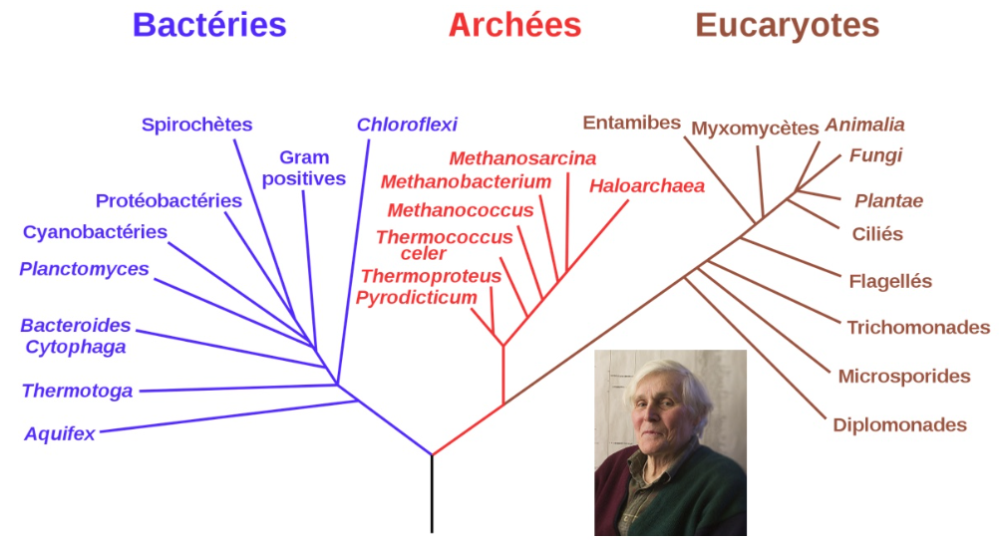 Bactéries
Archées
Eucaryotes
Spirochètes
Chloroflexi
Gram
positives
Protéobactéries
Cyanobactéries
Planctomyces
Bacteroides
Cytophaga
Thermotoga
Aquifex
Methanosarcina
Methanobacterium
Haloarchaea
Methanococcus
Thermococcus
celer
Thermoproteus
Pyrodicticum
Entamibes
Myxomycètes
Animalia
Fungi
Plantae
Ciliés
Flagellés
Trichomonades
Microsporides
Diplomonades